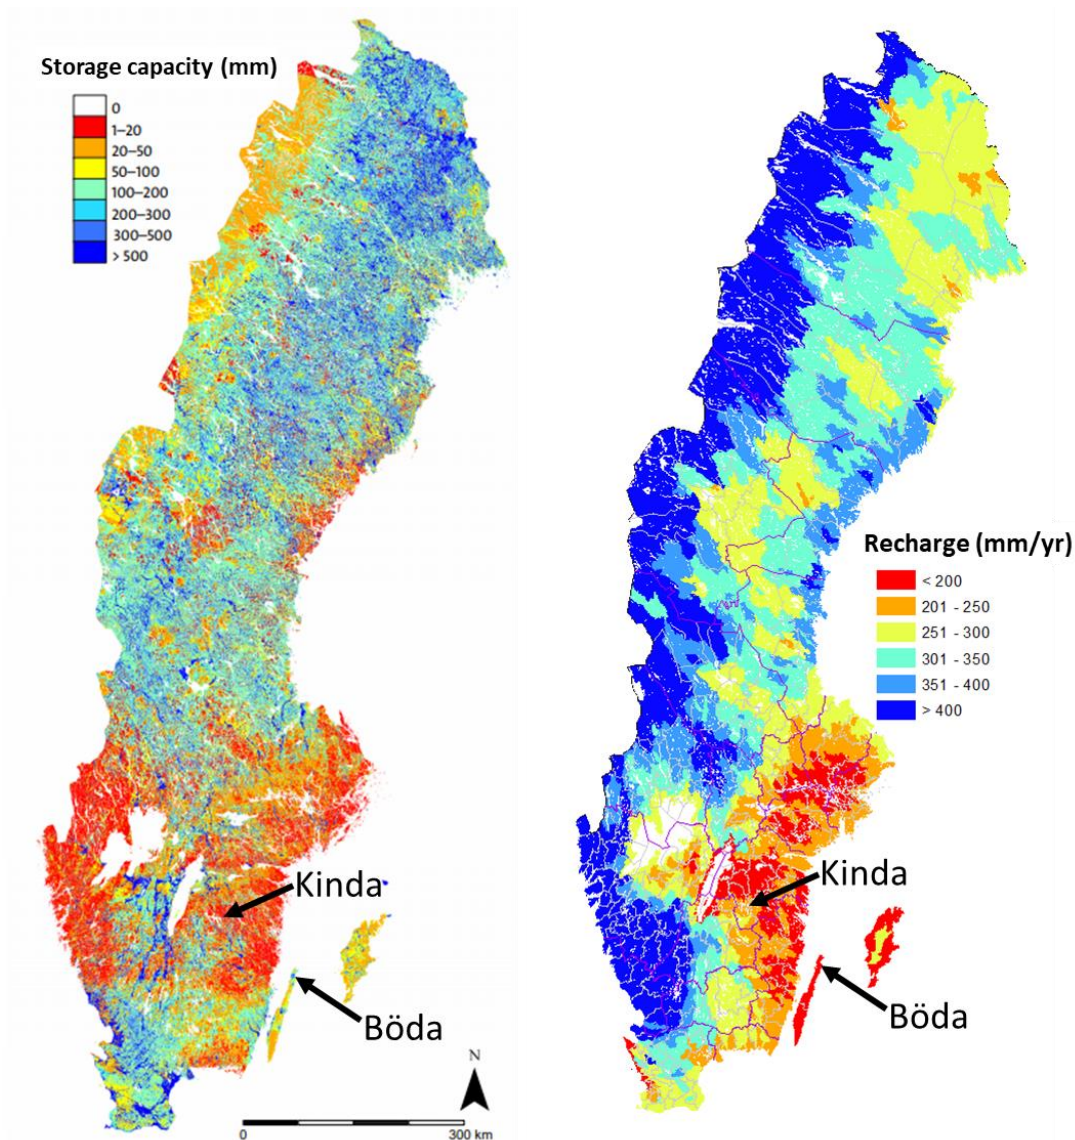 Storage capacity (mm)
0
1–20
20–50
50–100
100–200
200–300
300–500
> 500
Kinda
Böda
N
0
300 km
Recharge (mm/yr)
< 200
201 - 250
251 - 300
301 - 350
351 - 400
> 400
Kinda
Böda